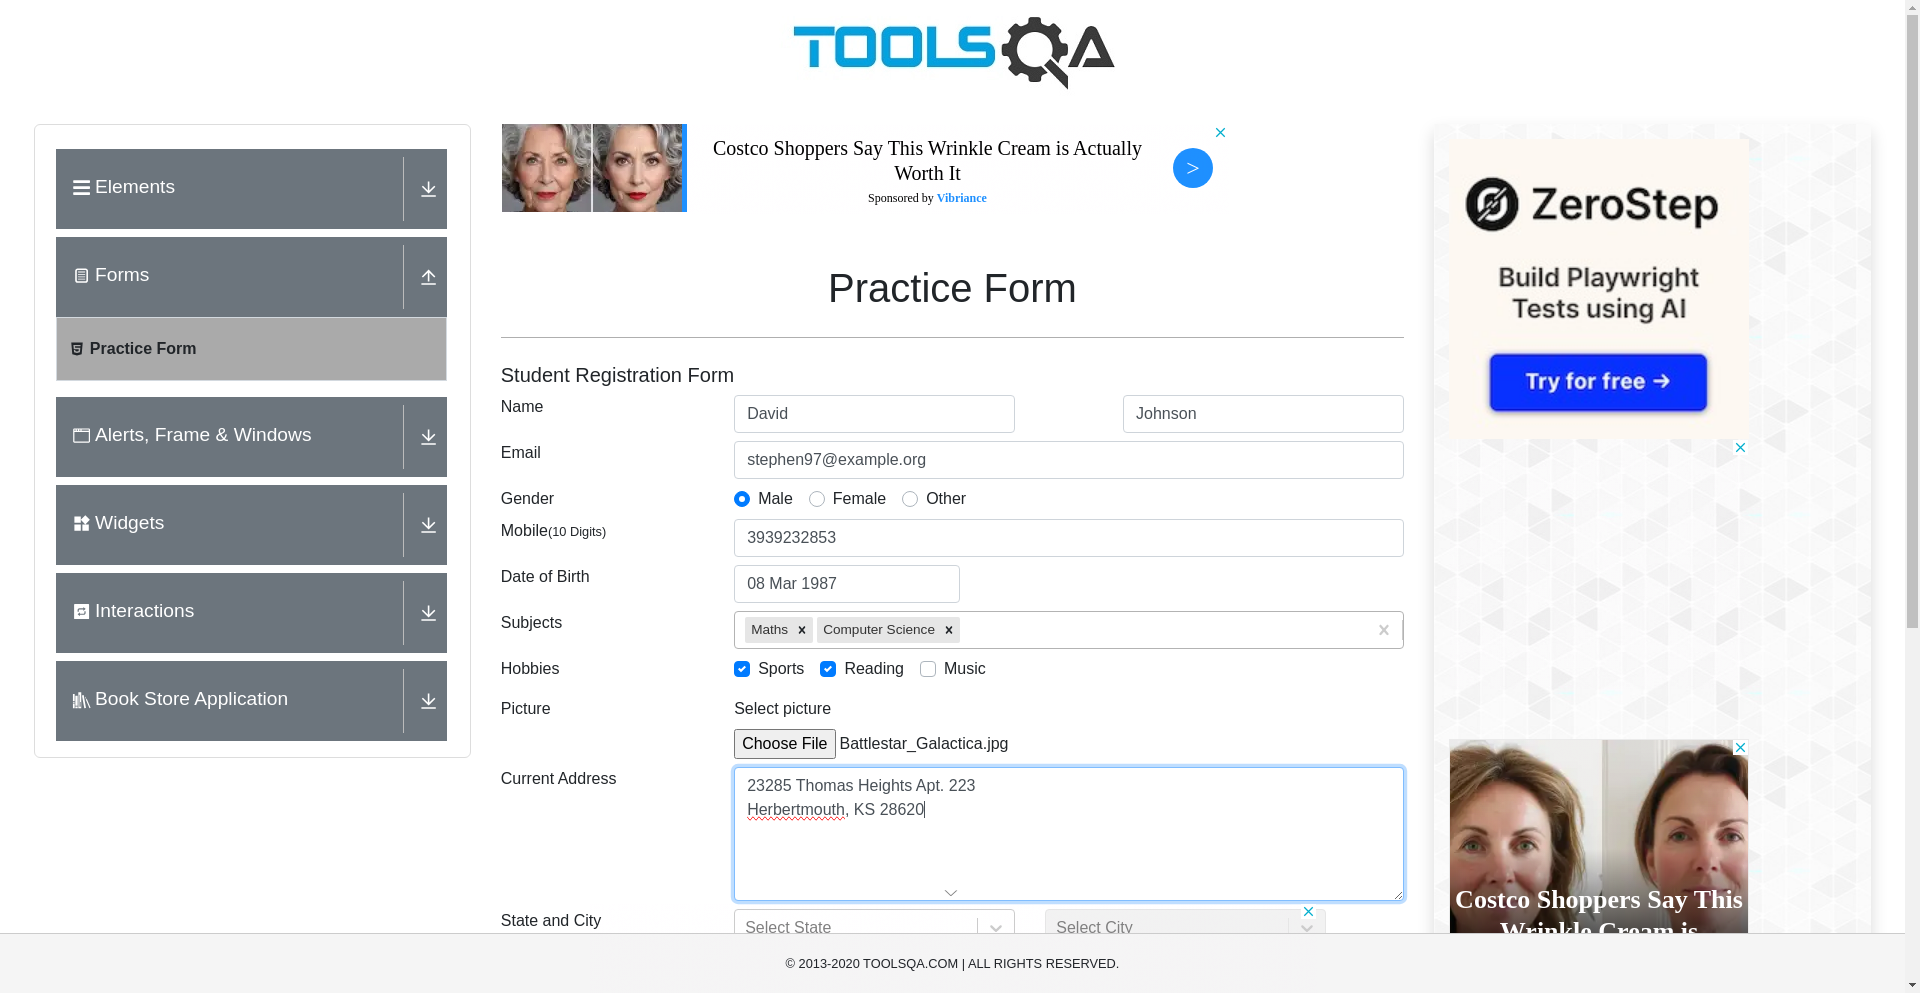 TOOLSQA
Elements
Forms
Practice Form
Alerts, Frame & Windows
Widgets
Interactions
Book Store Application
Costco Shoppers Say This Wrinkle Cream is Actually
Worth It
Sponsored by Vibriance
>
Practice Form
Student Registration Form
Name David Johnson
Email stephen97@example.org
Gender Male Female Other
Mobile(10 Digits) 3939232853
Date of Birth 08 Mar 1987
Subjects Maths Computer Science
Hobbies Sports Reading Music
Picture Select picture
Choose File Battlestar_Galactica.jpg
Current Address 23285 Thomas Heights Apt. 223
Herbertmouth, KS 28620
State and City Select State Select City
ZeroStep
Build Playwright
Tests using AI
Try for free →
Costco Shoppers Say This
Wrinkle Cream is
© 2013-2020 TOOLSQA.COM | ALL RIGHTS RESERVED.